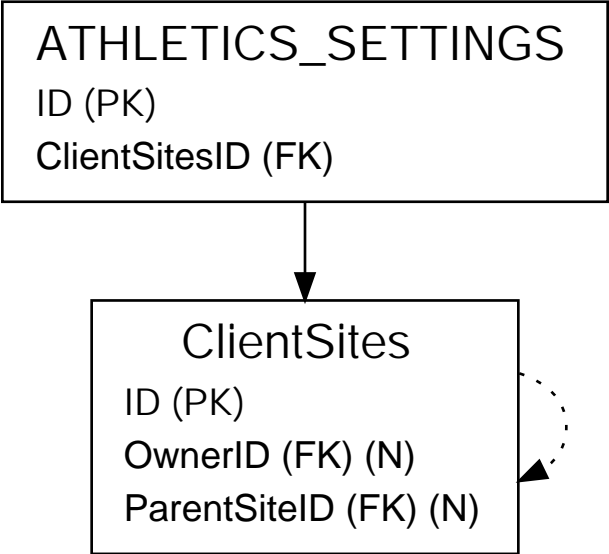 ATHLETICS_SETTINGS
ID (PK)
ClientSitesID (FK)
ClientSites
ID (PK)
OwnerID (FK) (N)
ParentSiteID (FK) (N)